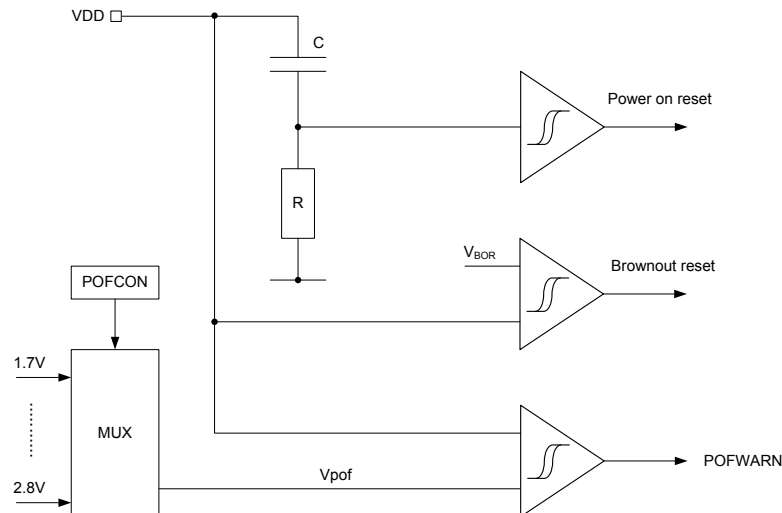 VDD
C
Power on reset
R
V_BOR
Brownout reset
POFCON
1.7V
MUX
Vpof
POFWARN
2.8V